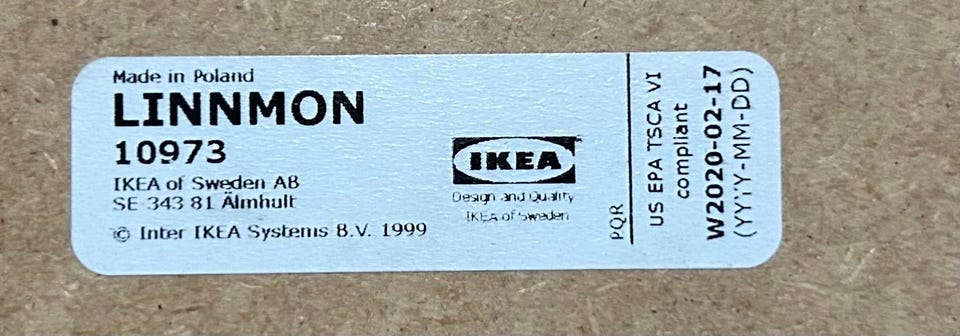 Made in Poland
LINNMON
10973
IKEA of Sweden AB
SE-343 81 Älmhult
© Inter IKEA Systems B.V. 1999
IKEA
Design and Quality
IKEA of Sweden
PQR
US EPA TSCA VI
compliant
W2020-02-17
(YYYY-MM-DD)